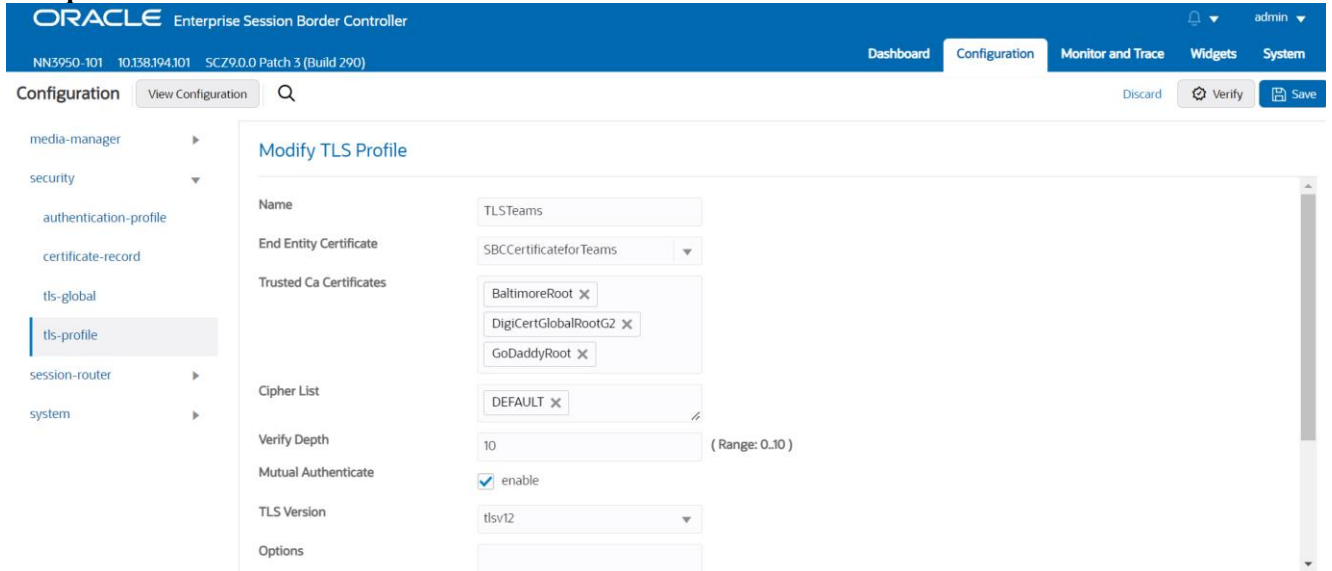 ORACLE Enterprise Session Border Controller
admin
NN3950-101 10.138.194.101 SCZ9.0.0 Patch 3 (Build 290)
Dashboard Configuration Monitor and Trace Widgets System
Configuration View Configuration Discard Verify Save
media-manager
security
authentication-profile
certificate-record
tls-global
tls-profile
session-router
system
Modify TLS Profile
Name TLSTeams
End Entity Certificate SBCCertificateforTeams
Trusted Ca Certificates BaltimoreRoot
DigiCertGlobalRootG2
GoDaddyRoot
Cipher List DEFAULT
Verify Depth 10 ( Range: 0..10 )
Mutual Authenticate enable
TLS Version tlsv12
Options